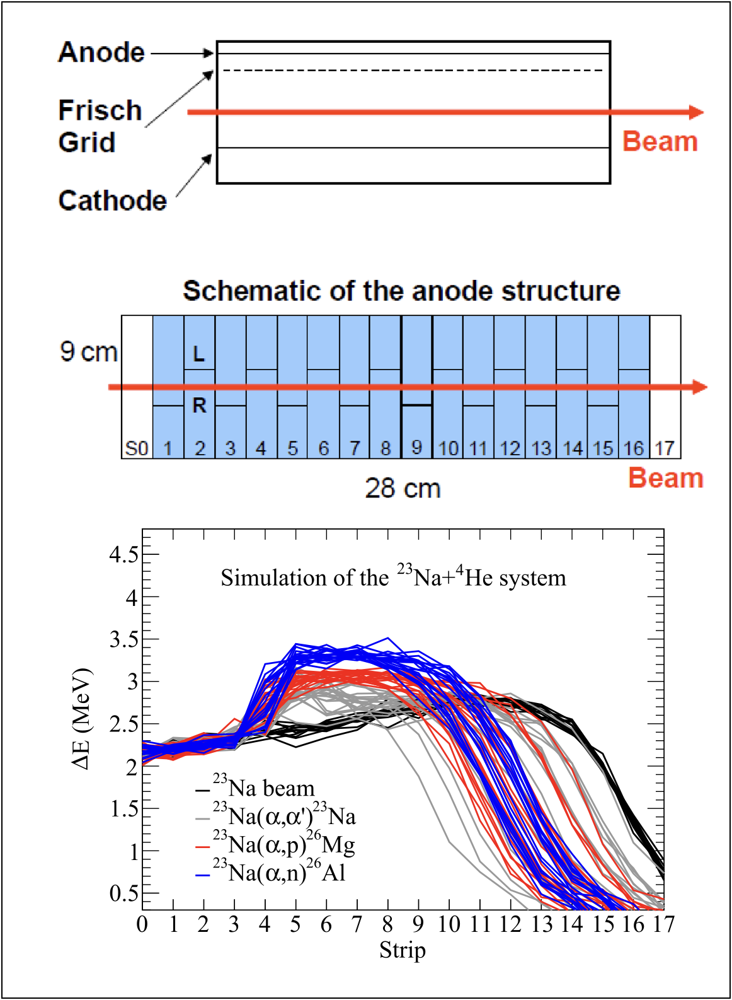 Anode
Frisch
Grid
Beam
Cathode
Schematic of the anode structure
9 cm
L
R
S0 1 2 3 4 5 6 7 8 9 10 11 12 13 14 15 16 17
Beam
28 cm
4.5
Simulation of the ²³Na+⁴He system
4
3.5
3
2.5
2
1.5
1
0.5
ΔE (MeV)
²³Na beam
²³Na(α,α')²³Na
²³Na(α,p)²⁶Mg
²³Na(α,n)²⁶Al
0 1 2 3 4 5 6 7 8 9 10 11 12 13 14 15 16 17
Strip